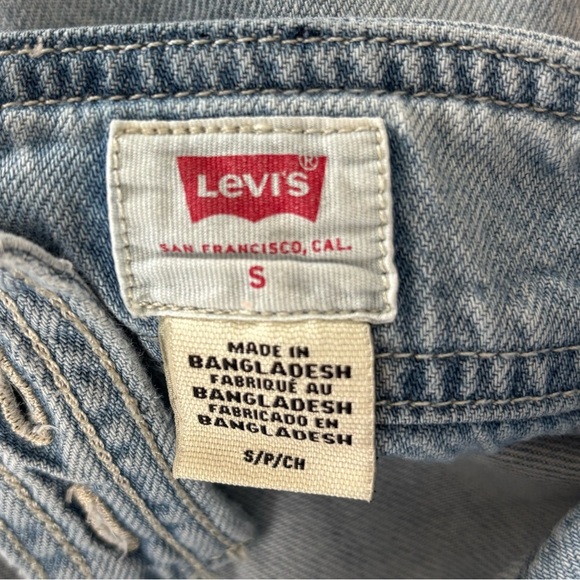 LEVI'S®
SAN FRANCISCO, CAL.
S
MADE IN
BANGLADESH
FABRIQUÉ AU
BANGLADESH
FABRICADO EN
BANGLADESH
S/P/CH